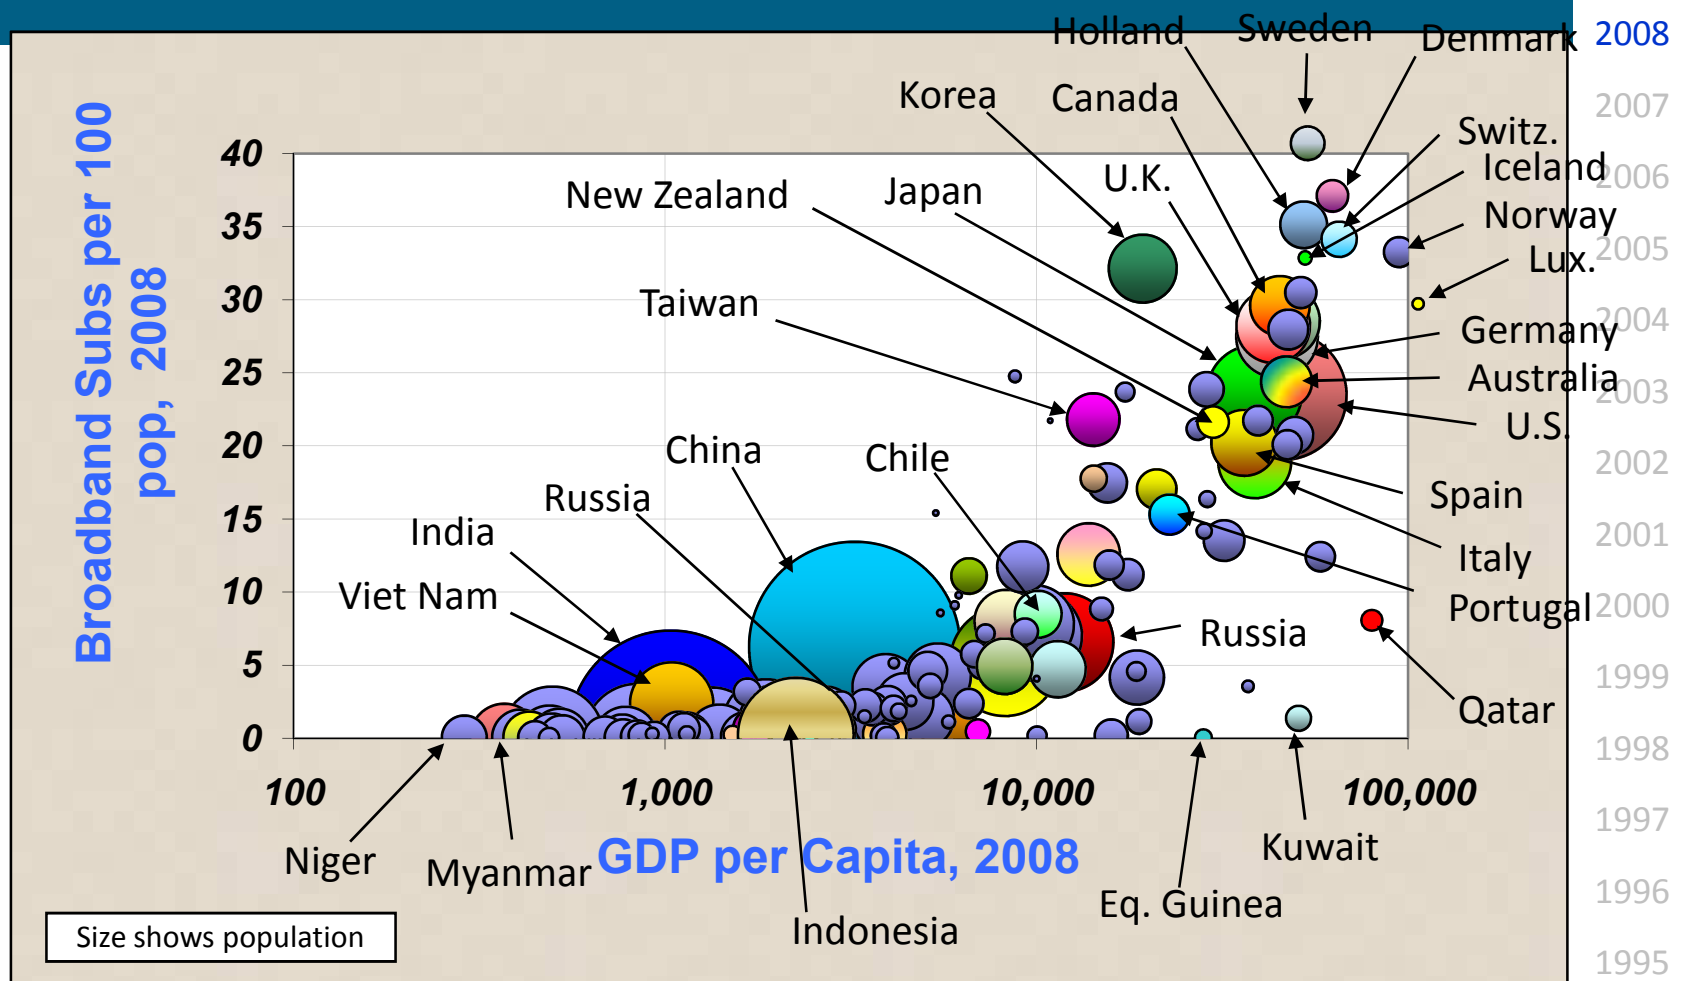 Holland
Sweden
Denmark
2008
Korea
Canada
2007
Switz.
Broadband Subs per 100
pop, 2008
40
Iceland
2006
New Zealand
Japan
U.K.
35
Norway
2005
Lux.
30
Taiwan
2004
Germany
25
Australia
2003
U.S.
20
China
Chile
2002
Russia
Spain
15
India
2001
Italy
10
Viet Nam
Portugal
2000
Russia
5
1999
Qatar
0
1998
100
1,000
10,000
100,000
1997
Niger
Myanmar
GDP per Capita, 2008
Kuwait
1996
Eq. Guinea
Indonesia
Size shows population
1995